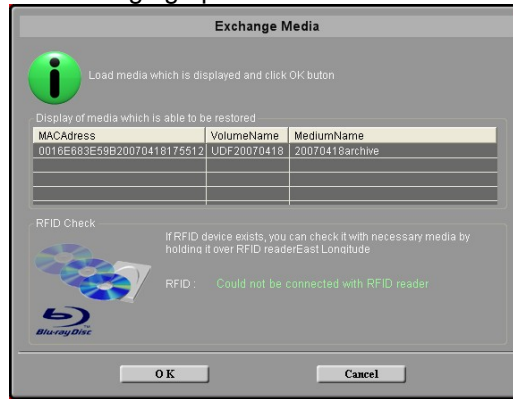 Exchange Media
Load media which is displayed and click OK buton
Display of media which is able to be restored
MACAdress VolumeName MediumName
0016E683E59B20070418175512 UDF20070418 20070418archive
RFID Check
If RFID device exists, you can check it with necessary media by
holding it over RFID readerEast Longitude
RFID : Could not be connected with RFID reader
Blu-ray Disc
OK Cancel